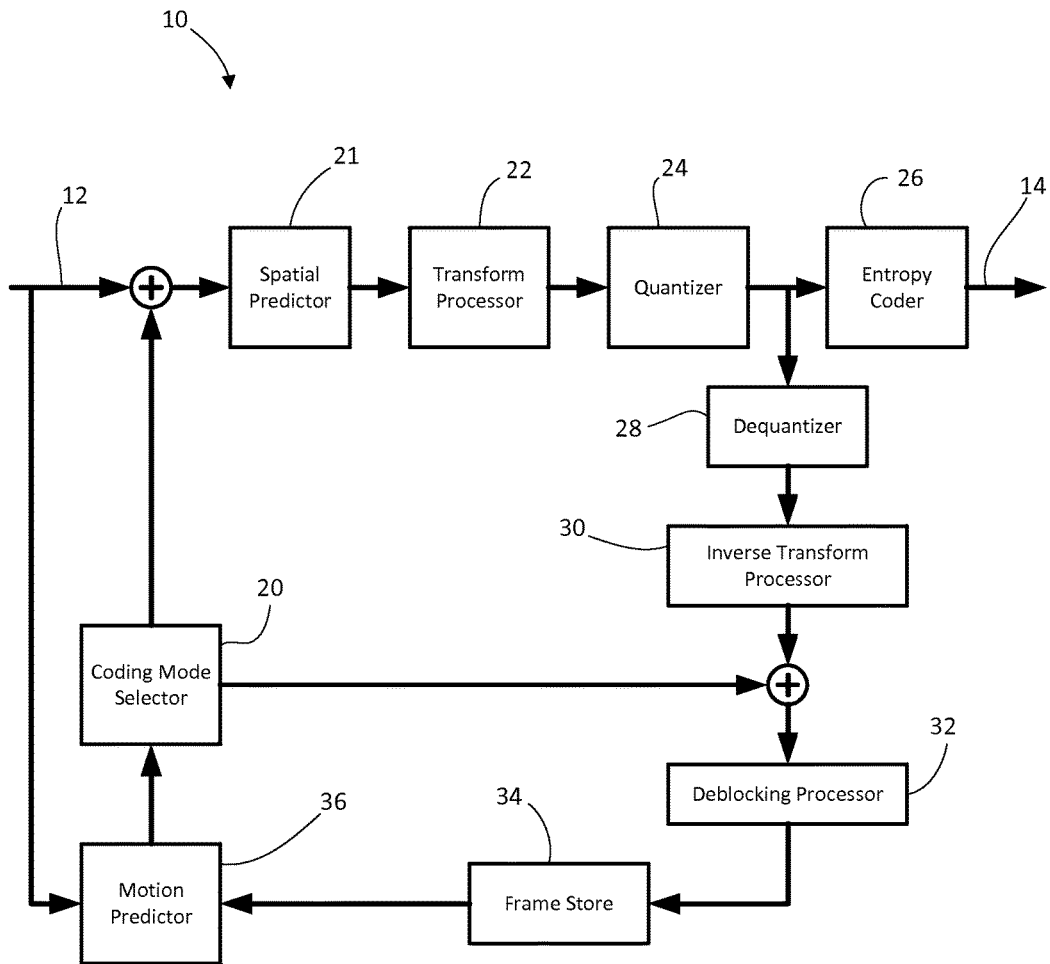 10
12
21
22
24
26
14
Spatial
Predictor
Transform
Processor
Quantizer
Entropy
Coder
28
Dequantizer
30
Inverse Transform
Processor
20
Coding Mode
Selector
32
Deblocking Processor
34
Frame Store
36
Motion
Predictor